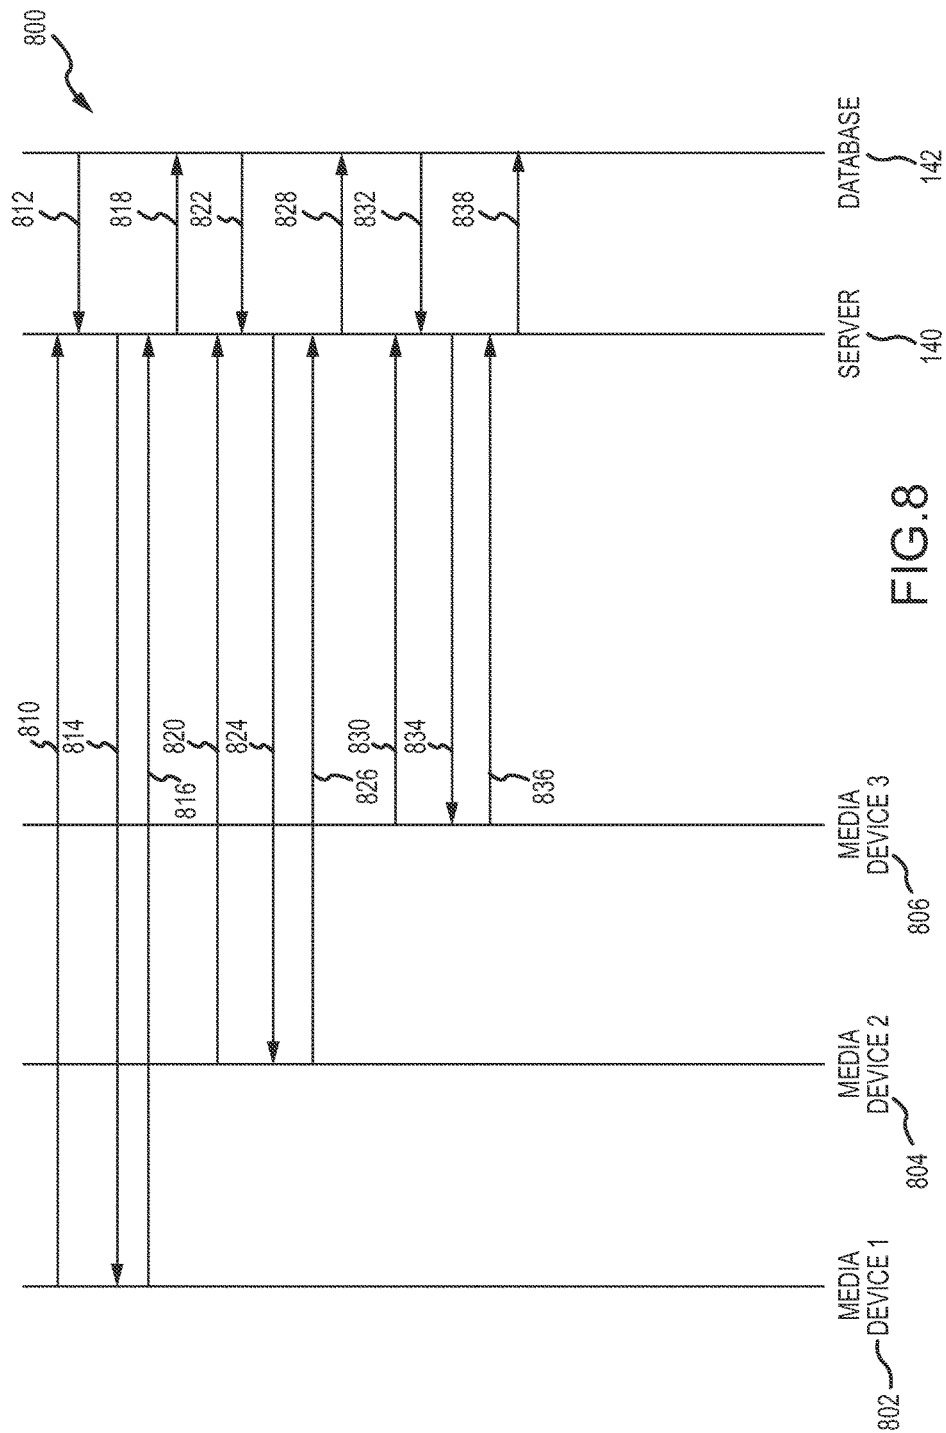 800
812
818
822
828
832
838
810
814
816
820
824
826
830
834
836
MEDIA
DEVICE 1
802
MEDIA
DEVICE 2
804
MEDIA
DEVICE 3
806
SERVER
140
DATABASE
142
FIG.8